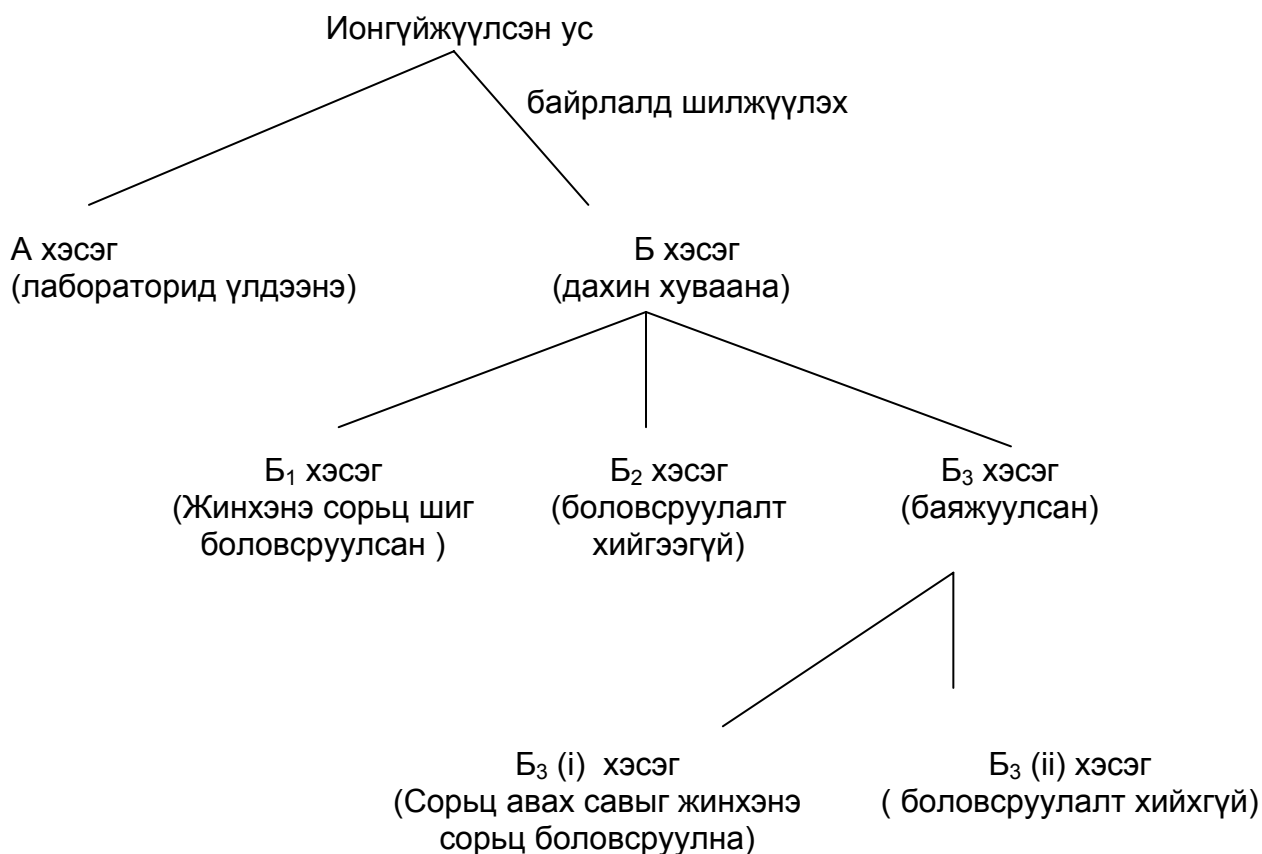 Ионгүйжүүлсэн ус
байрлалд шилжүүлэх
А хэсэг
(лабораторид үлдээнэ)
Б хэсэг
(дахин хуваана)
Б₁ хэсэг
(Жинхэнэ сорьц шиг
боловсруулсан )
Б₂ хэсэг
(боловсруулалт
хийгээгүй)
Б₃ хэсэг
(баяжуулсан)
Б₃ (i) хэсэг
(Сорьц авах савыг жинхэнэ
сорьц боловсруулна)
Б₃ (ii) хэсэг
( боловсруулалт хийхгүй)